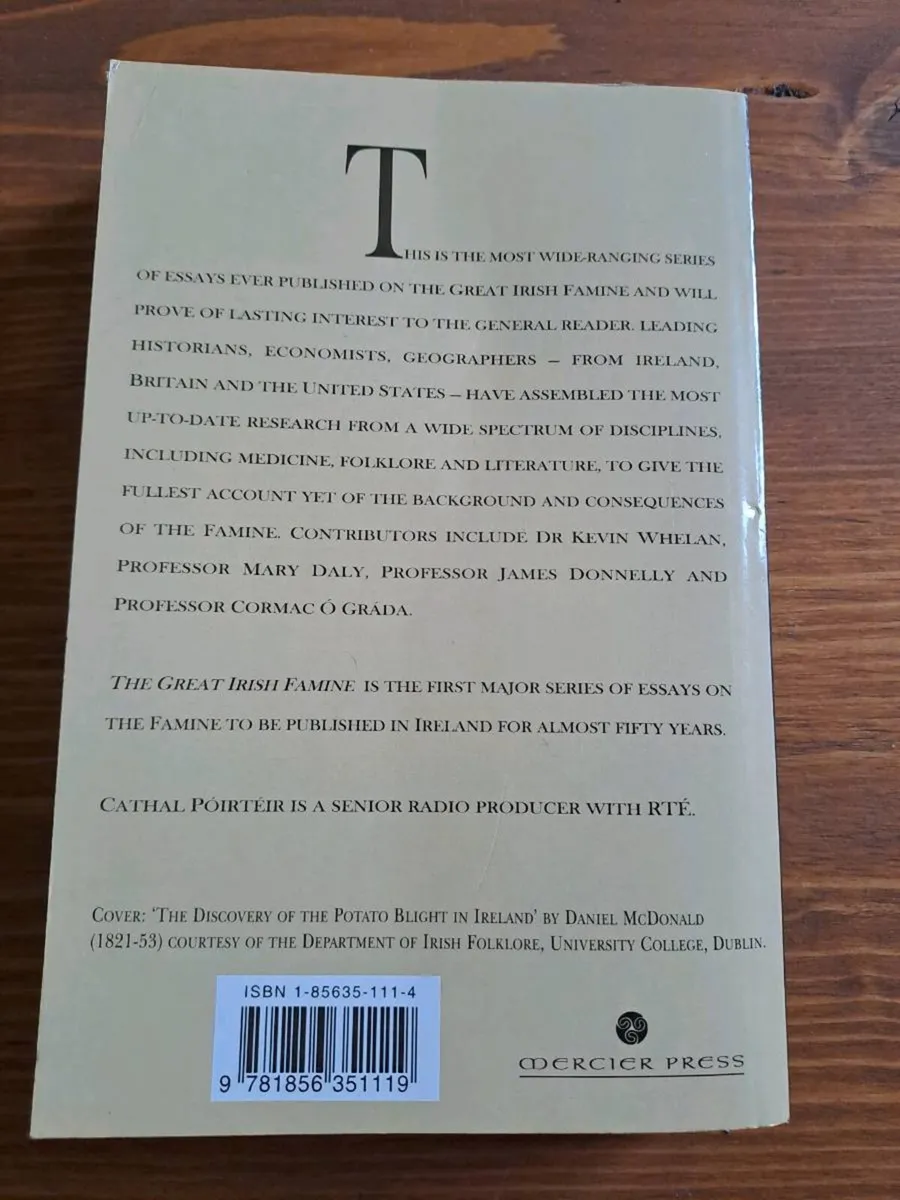 THIS IS THE MOST WIDE-RANGING SERIES
OF ESSAYS EVER PUBLISHED ON THE GREAT IRISH FAMINE AND WILL
PROVE OF LASTING INTEREST TO THE GENERAL READER. LEADING
HISTORIANS, ECONOMISTS, GEOGRAPHERS – FROM IRELAND,
BRITAIN AND THE UNITED STATES – HAVE ASSEMBLED THE MOST
UP-TO-DATE RESEARCH FROM A WIDE SPECTRUM OF DISCIPLINES,
INCLUDING MEDICINE, FOLKLORE AND LITERATURE, TO GIVE THE
FULLEST ACCOUNT YET OF THE BACKGROUND AND CONSEQUENCES
OF THE FAMINE. CONTRIBUTORS INCLUDE DR KEVIN WHELAN,
PROFESSOR MARY DALY, PROFESSOR JAMES DONNELLY AND
PROFESSOR CORMAC Ó GRÁDA.
THE GREAT IRISH FAMINE IS THE FIRST MAJOR SERIES OF ESSAYS ON
THE FAMINE TO BE PUBLISHED IN IRELAND FOR ALMOST FIFTY YEARS.
CATHAL PÓIRTÉIR IS A SENIOR RADIO PRODUCER WITH RTÉ.
COVER: 'THE DISCOVERY OF THE POTATO BLIGHT IN IRELAND' BY DANIEL MCDONALD
(1821-53) COURTESY OF THE DEPARTMENT OF IRISH FOLKLORE, UNIVERSITY COLLEGE, DUBLIN.
ISBN 1-85635-111-4
9 781856 351119
MERCIER PRESS